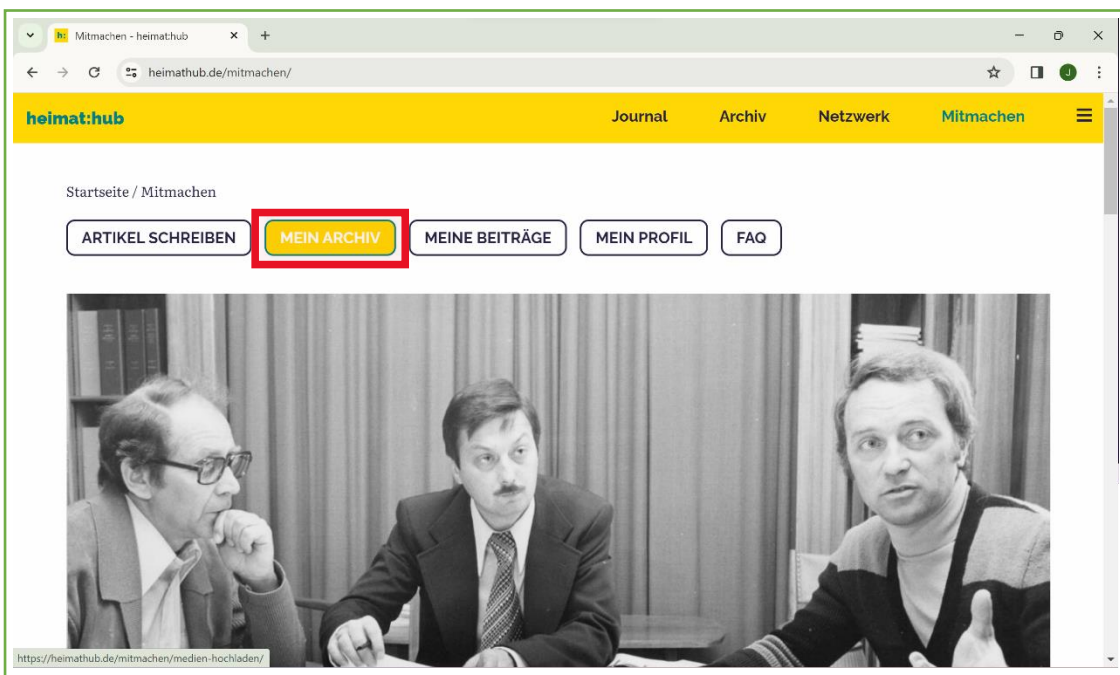 h: Mitmachen - heimat:hub
heimathub.de/mitmachen/
J
heimat:hub Journal Archiv Netzwerk Mitmachen
Startseite / Mitmachen
ARTIKEL SCHREIBEN MEIN ARCHIV MEINE BEITRÄGE MEIN PROFIL FAQ
https://heimathub.de/mitmachen/medien-hochladen/